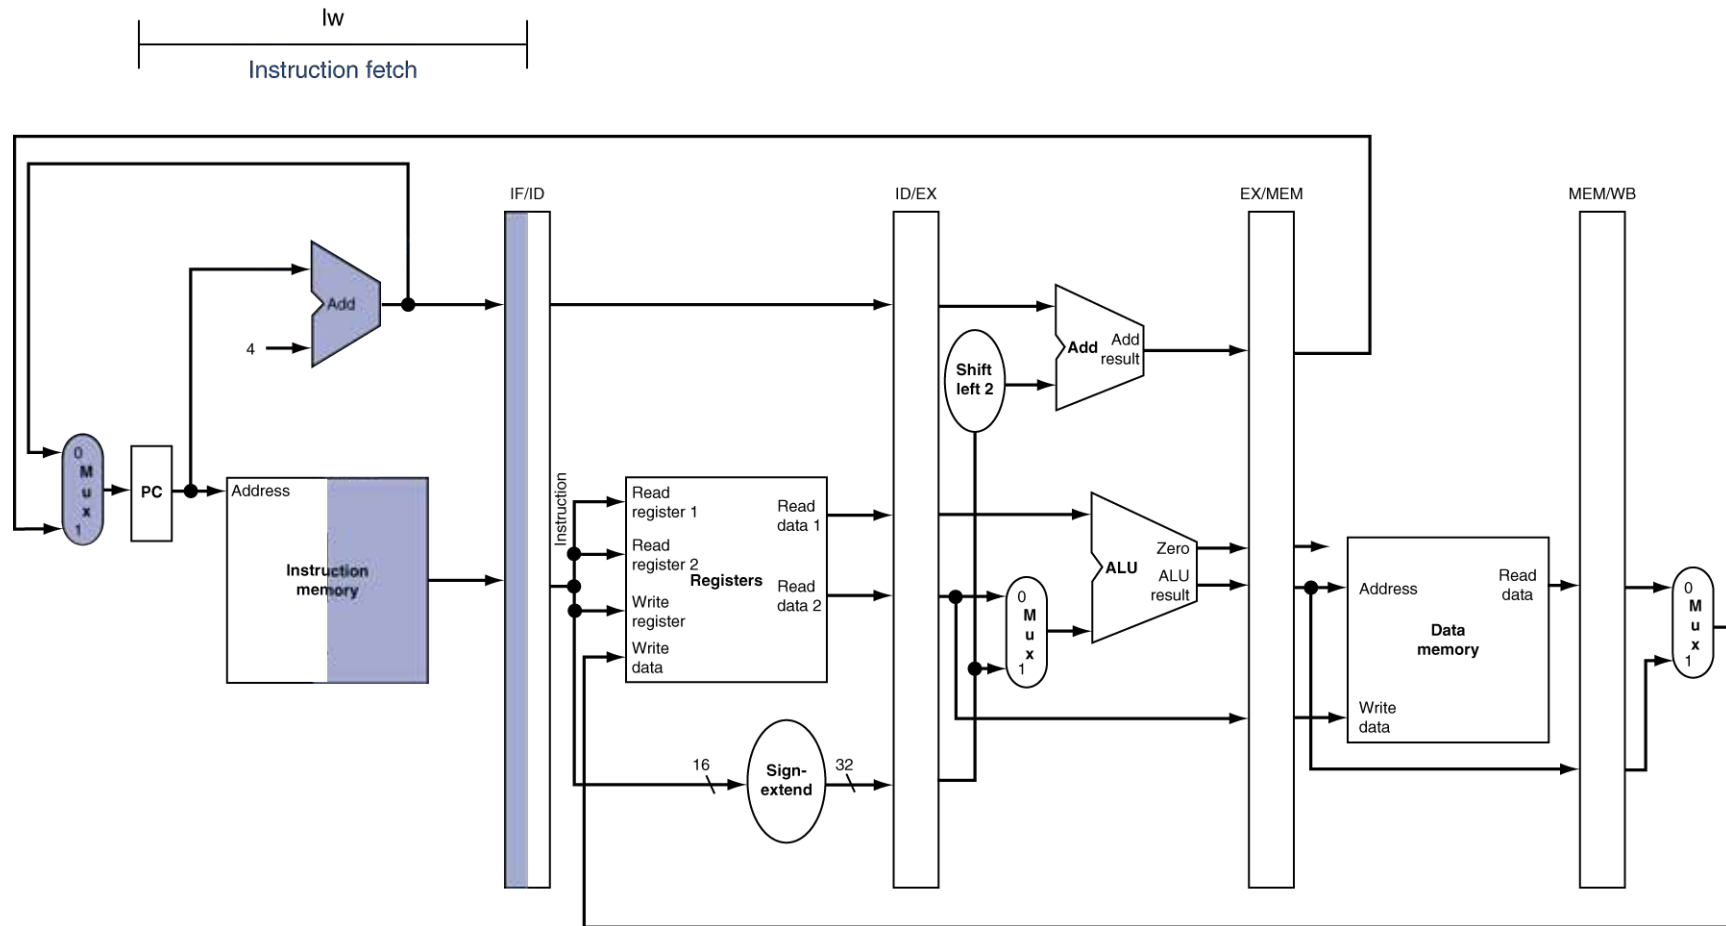 lw
Instruction fetch
IF/ID
ID/EX
EX/MEM
MEM/WB
Add
4
Add
Add
result
Shift
left 2
0
M
u
x
1
PC
Address
Instruction
memory
Instruction
Read
register 1
Read
register 2
Write
register
Write
data
Registers
Read
data 1
Read
data 2
16
Sign-
extend
32
0
M
u
x
1
ALU
Zero
ALU
result
Address
Read
data
Data
memory
Write
data
0
M
u
x
1